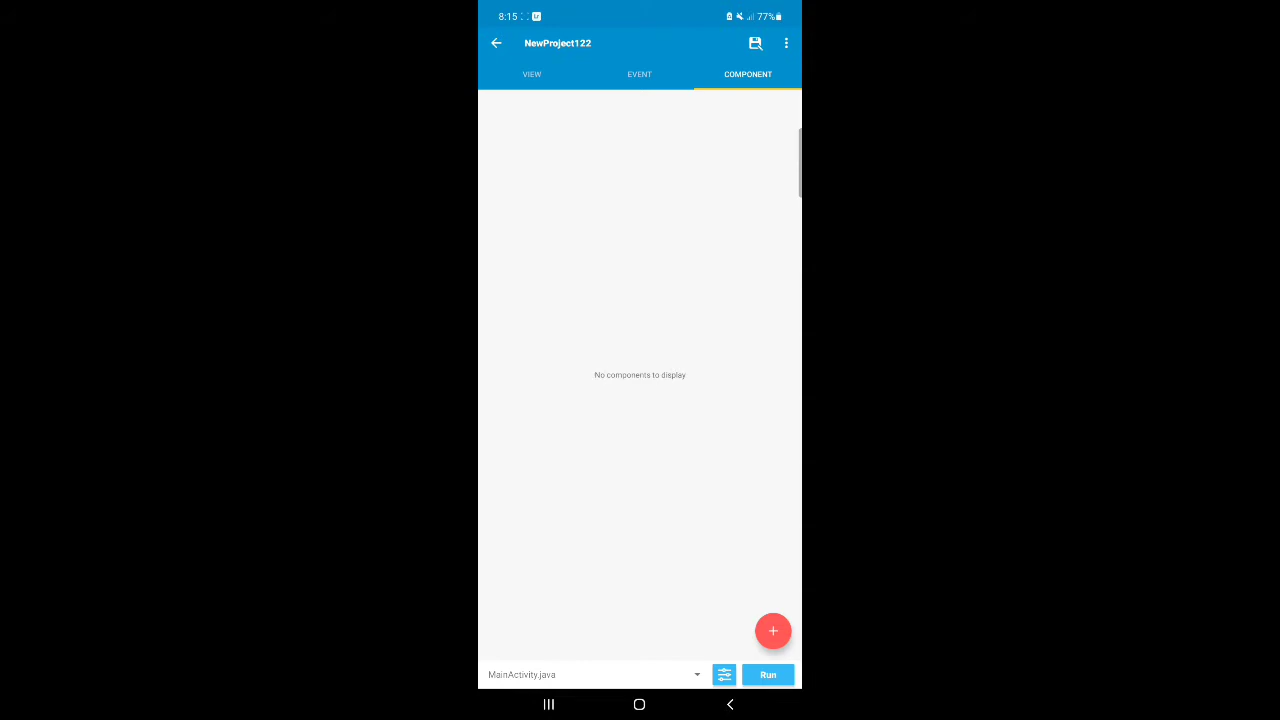 8:15
77%
NewProject122
VIEW EVENT COMPONENT
No components to display
MainActivity.java
Run